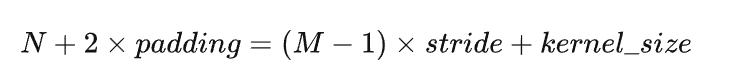 N + 2 × padding = (M − 1) × stride + kernel_size